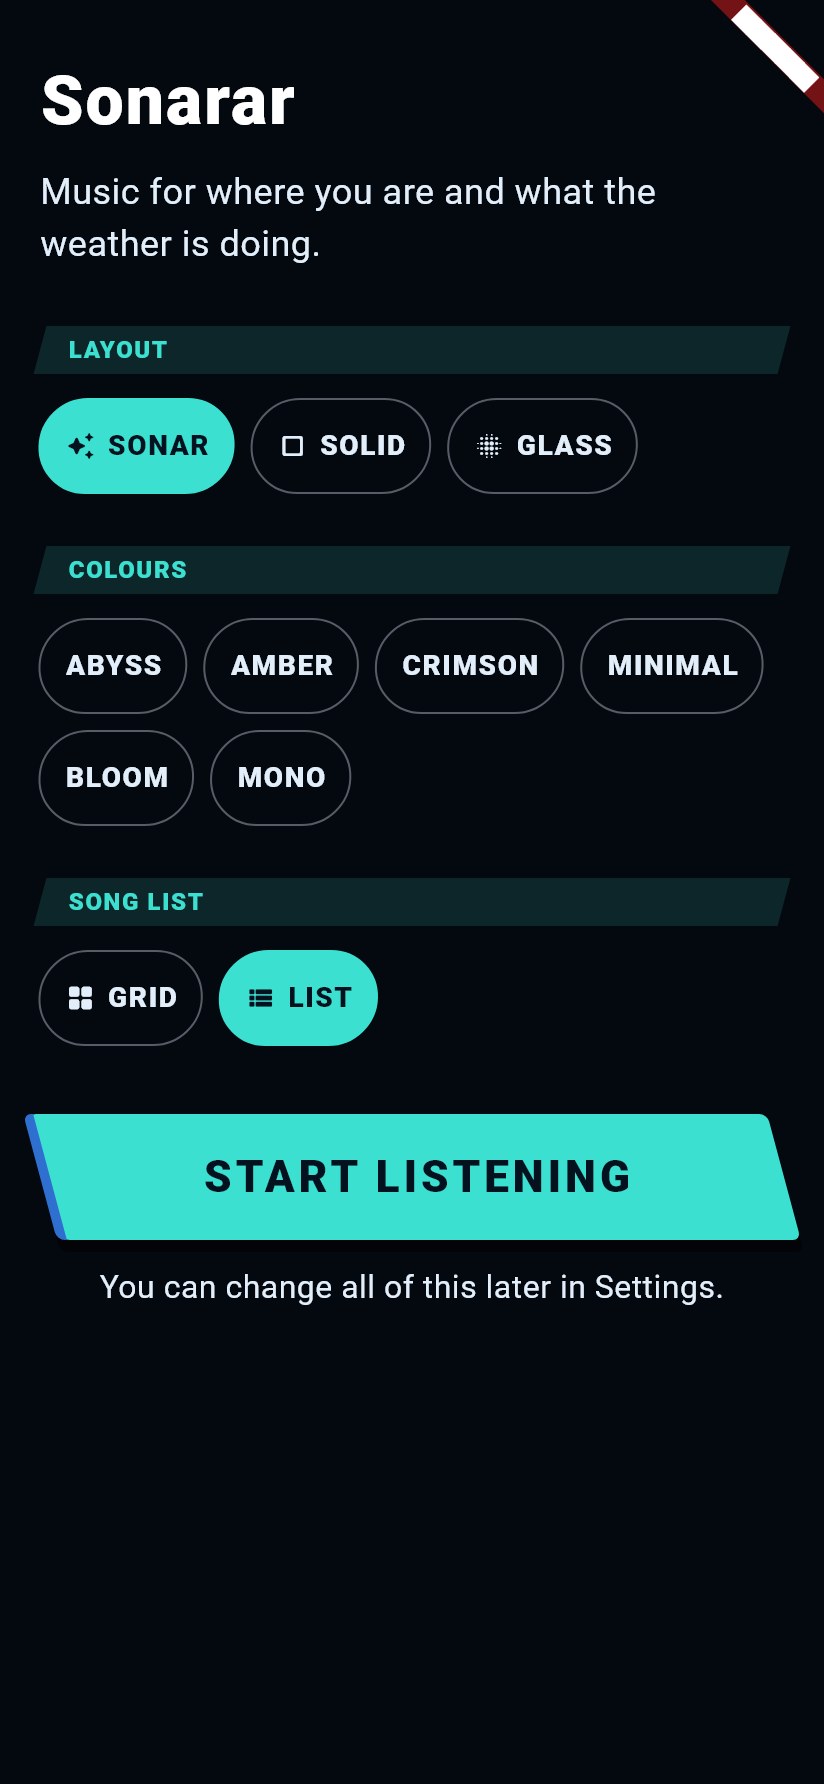 Sonarar
Music for where you are and what the
weather is doing.
LAYOUT
SONAR SOLID GLASS
COLOURS
ABYSS AMBER CRIMSON MINIMAL
BLOOM MONO
SONG LIST
GRID LIST
START LISTENING
You can change all of this later in Settings.